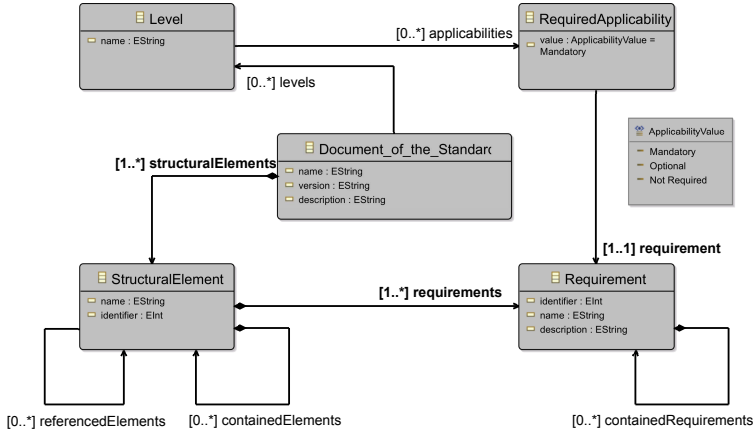 Level
name : EString
[0..*] applicabilities
RequiredApplicability
value : ApplicabilityValue =
Mandatory
[0..*] levels
ApplicabilityValue
Mandatory
Optional
Not Required
Document_of_the_Standarc
name : EString
version : EString
description : EString
[1..*] structuralElements
[1..1] requirement
StructuralElement
name : EString
identifier : EInt
[1..*] requirements
Requirement
identifier : EInt
name : EString
description : EString
[0..*] referencedElements
[0..*] containedElements
[0..*] containedRequirements